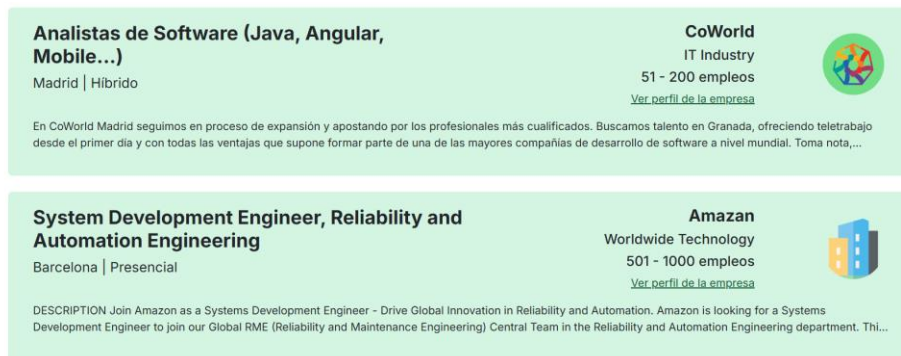 Analistas de Software (Java, Angular,
Mobile...)
Madrid | Híbrido
CoWorld
IT Industry
51 - 200 empleos
Ver perfil de la empresa
En CoWorld Madrid seguimos en proceso de expansión y apostando por los profesionales más cualificados. Buscamos talento en Granada, ofreciendo teletrabajo
desde el primer día y con todas las ventajas que supone formar parte de una de las mayores compañías de desarrollo de software a nivel mundial. Toma nota,...
System Development Engineer, Reliability and
Automation Engineering
Barcelona | Presencial
Amazan
Worldwide Technology
501 - 1000 empleos
Ver perfil de la empresa
DESCRIPTION Join Amazon as a Systems Development Engineer - Drive Global Innovation in Reliability and Automation. Amazon is looking for a Systems
Development Engineer to join our Global RME (Reliability and Maintenance Engineering) Central Team in the Reliability and Automation Engineering department. Thi...